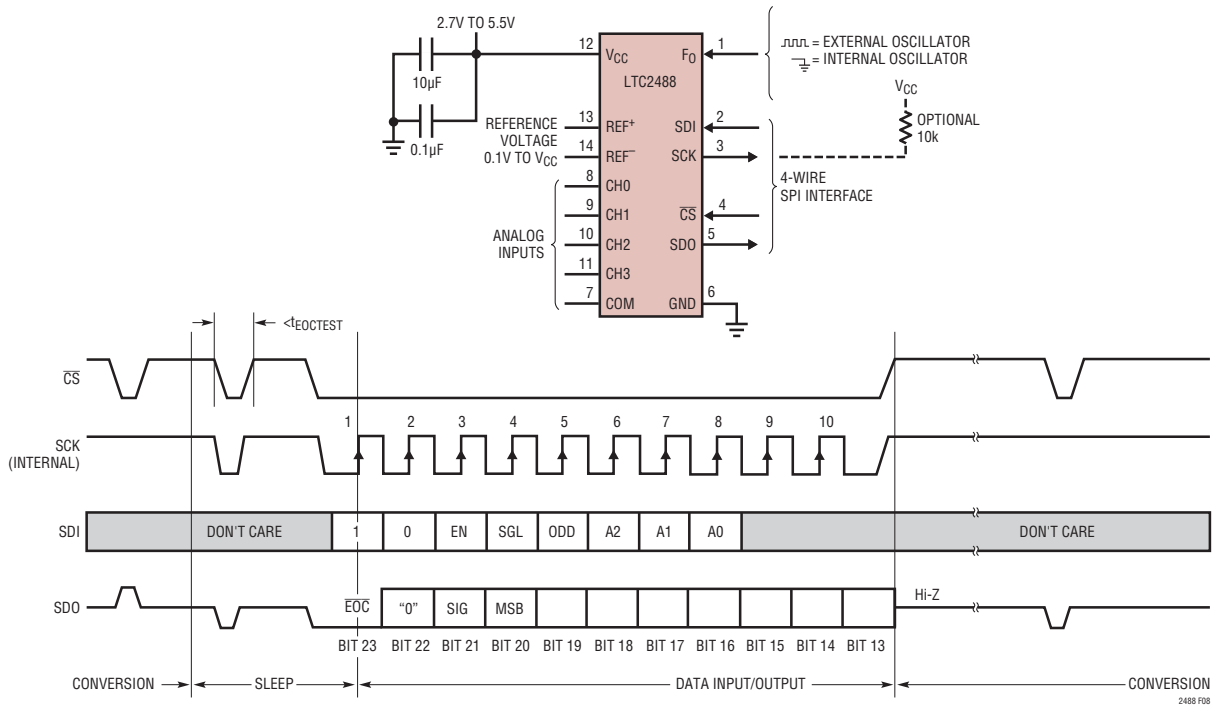 2.7V TO 5.5V
12
VCC
FO
1
= EXTERNAL OSCILLATOR
= INTERNAL OSCILLATOR
LTC2488
10µF
0.1µF
VCC
OPTIONAL
10k
REFERENCE
VOLTAGE
0.1V TO VCC
13
REF+
SDI
2
14
REF–
SCK
3
8
CH0
4-WIRE
SPI INTERFACE
9
CH1
CS
4
ANALOG
INPUTS
10
CH2
SDO
5
11
CH3
7
COM
GND
6
<tEOCTEST
CS
1 2 3 4 5 6 7 8 9 10
SCK
(INTERNAL)
SDI
DON'T CARE 1 0 EN SGL ODD A2 A1 A0 DON'T CARE
SDO
EOC “0” SIG MSB
Hi-Z
BIT 23 BIT 22 BIT 21 BIT 20 BIT 19 BIT 18 BIT 17 BIT 16 BIT 15 BIT 14 BIT 13
CONVERSION SLEEP DATA INPUT/OUTPUT CONVERSION
2488 F08